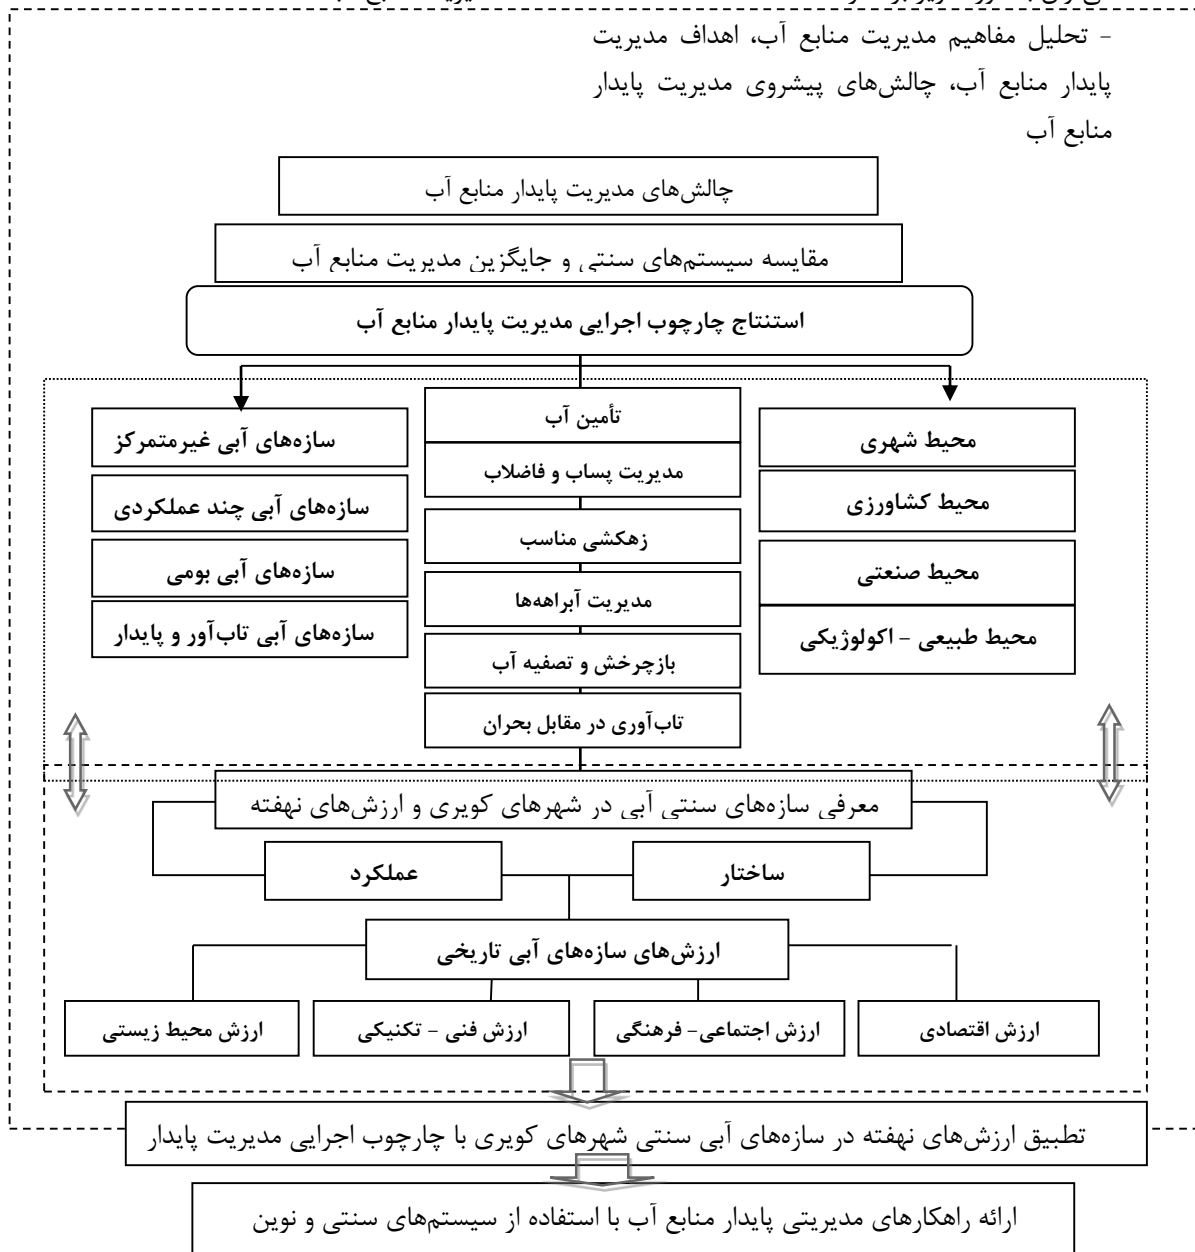 - تحلیل مفاهیم مدیریت منابع آب، اهداف مدیریت
پایدار منابع آب، چالش‌های پیشروی مدیریت پایدار
منابع آب
چالش‌های مدیریت پایدار منابع آب
مقایسه سیستم‌های سنتی و جایگزین مدیریت منابع آب
استنتاج چارچوب اجرایی مدیریت پایدار منابع آب
محیط شهری
محیط کشاورزی
محیط صنعتی
محیط طبیعی - اکولوژیکی
تأمین آب
مدیریت پساب و فاضلاب
زهکشی مناسب
مدیریت آبراهه‌ها
بازچرخش و تصفیه آب
تاب‌آوری در مقابل بحران
سازه‌های آبی غیرمتمرکز
سازه‌های آبی چند عملکردی
سازه‌های آبی بومی
سازه‌های آبی تاب‌آور و پایدار
معرفی سازه‌های سنتی آبی در شهرهای کویری و ارزش‌های نهفته
ساختار
عملکرد
ارزش‌های سازه‌های آبی تاریخی
ارزش اقتصادی
ارزش اجتماعی- فرهنگی
ارزش فنی - تکنیکی
ارزش محیط زیستی
تطبیق ارزش‌های نهفته در سازه‌های آبی سنتی شهرهای کویری با چارچوب اجرایی مدیریت پایدار
ارائه راهکارهای مدیریتی پایدار منابع آب با استفاده از سیستم‌های سنتی و نوین